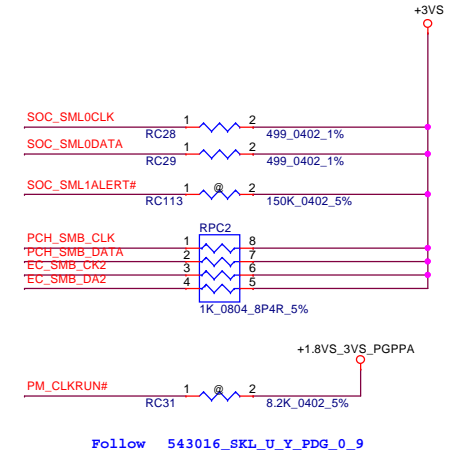 +3VS
SOC_SML0CLK 1 2
RC28 499_0402_1%
SOC_SML0DATA 1 2
RC29 499_0402_1%
SOC_SML1ALERT# 1 @ 2
RC113 150K_0402_5%
RPC2
PCH_SMB_CLK 1 8
PCH_SMB_DATA 2 7
EC_SMB_CK2 3 6
EC_SMB_DA2 4 5
1K_0804_8P4R_5%
+1.8VS_3VS_PGPPA
PM_CLKRUN# 1 @ 2
RC31 8.2K_0402_5%
Follow 543016_SKL_U_Y_PDG_0_9